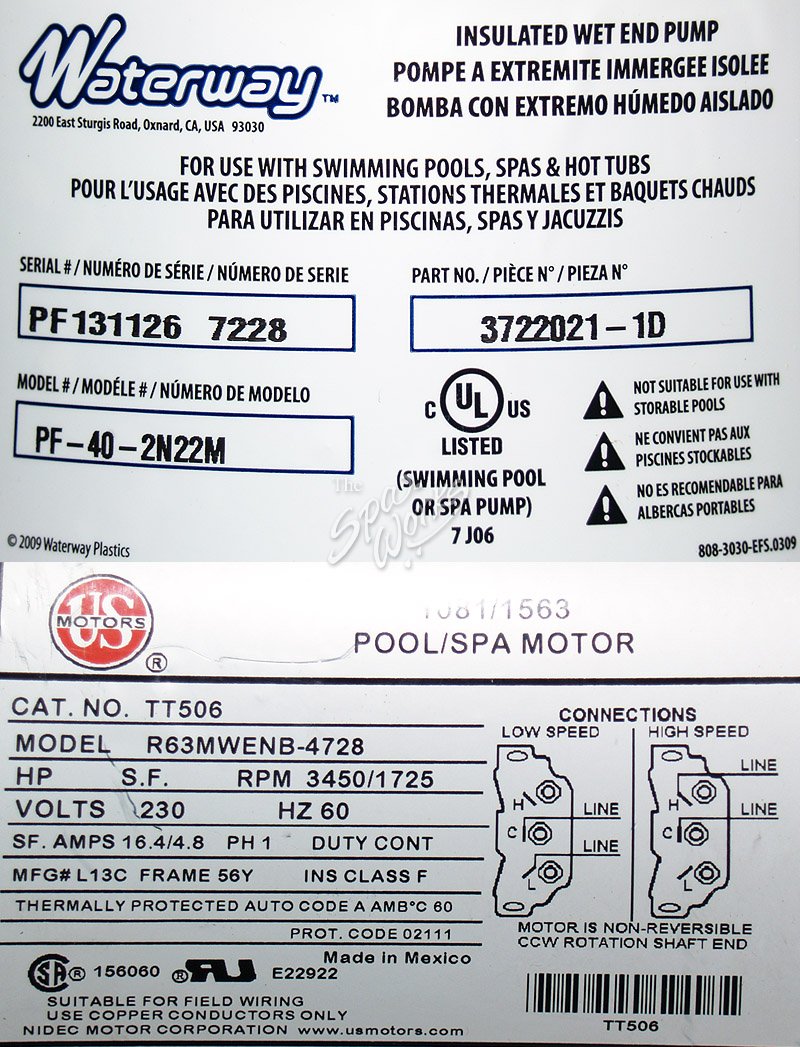 Waterway™
2200 East Sturgis Road, Oxnard, CA, USA 93030
INSULATED WET END PUMP
POMPE A EXTREMITE IMMERGEE ISOLEE
BOMBA CON EXTREMO HÚMEDO AISLADO
FOR USE WITH SWIMMING POOLS, SPAS & HOT TUBS
POUR L'USAGE AVEC DES PISCINES, STATIONS THERMALES ET BAQUETS CHAUDS
PARA UTILIZAR EN PISCINAS, SPAS Y JACUZZIS
SERIAL # / NUMÉRO DE SÉRIE / NÚMERO DE SERIE
PF131126 7228
PART NO. / PIÈCE N° / PIEZA N°
3722021-1D
MODEL # / MODÉLE # / NÚMERO DE MODELO
PF-40-2N22M
C UL US
LISTED
(SWIMMING POOL
OR SPA PUMP)
7 J06
NOT SUITABLE FOR USE WITH
STORABLE POOLS
NE CONVIENT PAS AUX
PISCINES STOCKABLES
NO ES RECOMENDABLE PARA
ALBERCAS PORTABLES
The Spa Works
© 2009 Waterway Plastics
808-3030-EFS.0309
US
MOTORS
®
1081/1563
POOL/SPA MOTOR
CAT. NO. TT506
MODEL R63MWENB-4728
HP S.F. RPM 3450/1725
VOLTS 230 HZ 60
SF. AMPS 16.4/4.8 PH 1 DUTY CONT
MFG# L13C FRAME 56Y INS CLASS F
THERMALLY PROTECTED AUTO CODE A AMB°C 60
PROT. CODE 02111
Made in Mexico
SA ® 156060 ® RU E22922
SUITABLE FOR FIELD WIRING
USE COPPER CONDUCTORS ONLY
NIDEC MOTOR CORPORATION www.usmotors.com
CONNECTIONS
LOW SPEED
HIGH SPEED
H
C
LINE
L
LINE
H
LINE
C
LINE
L
MOTOR IS NON-REVERSIBLE
CCW ROTATION SHAFT END
TT506